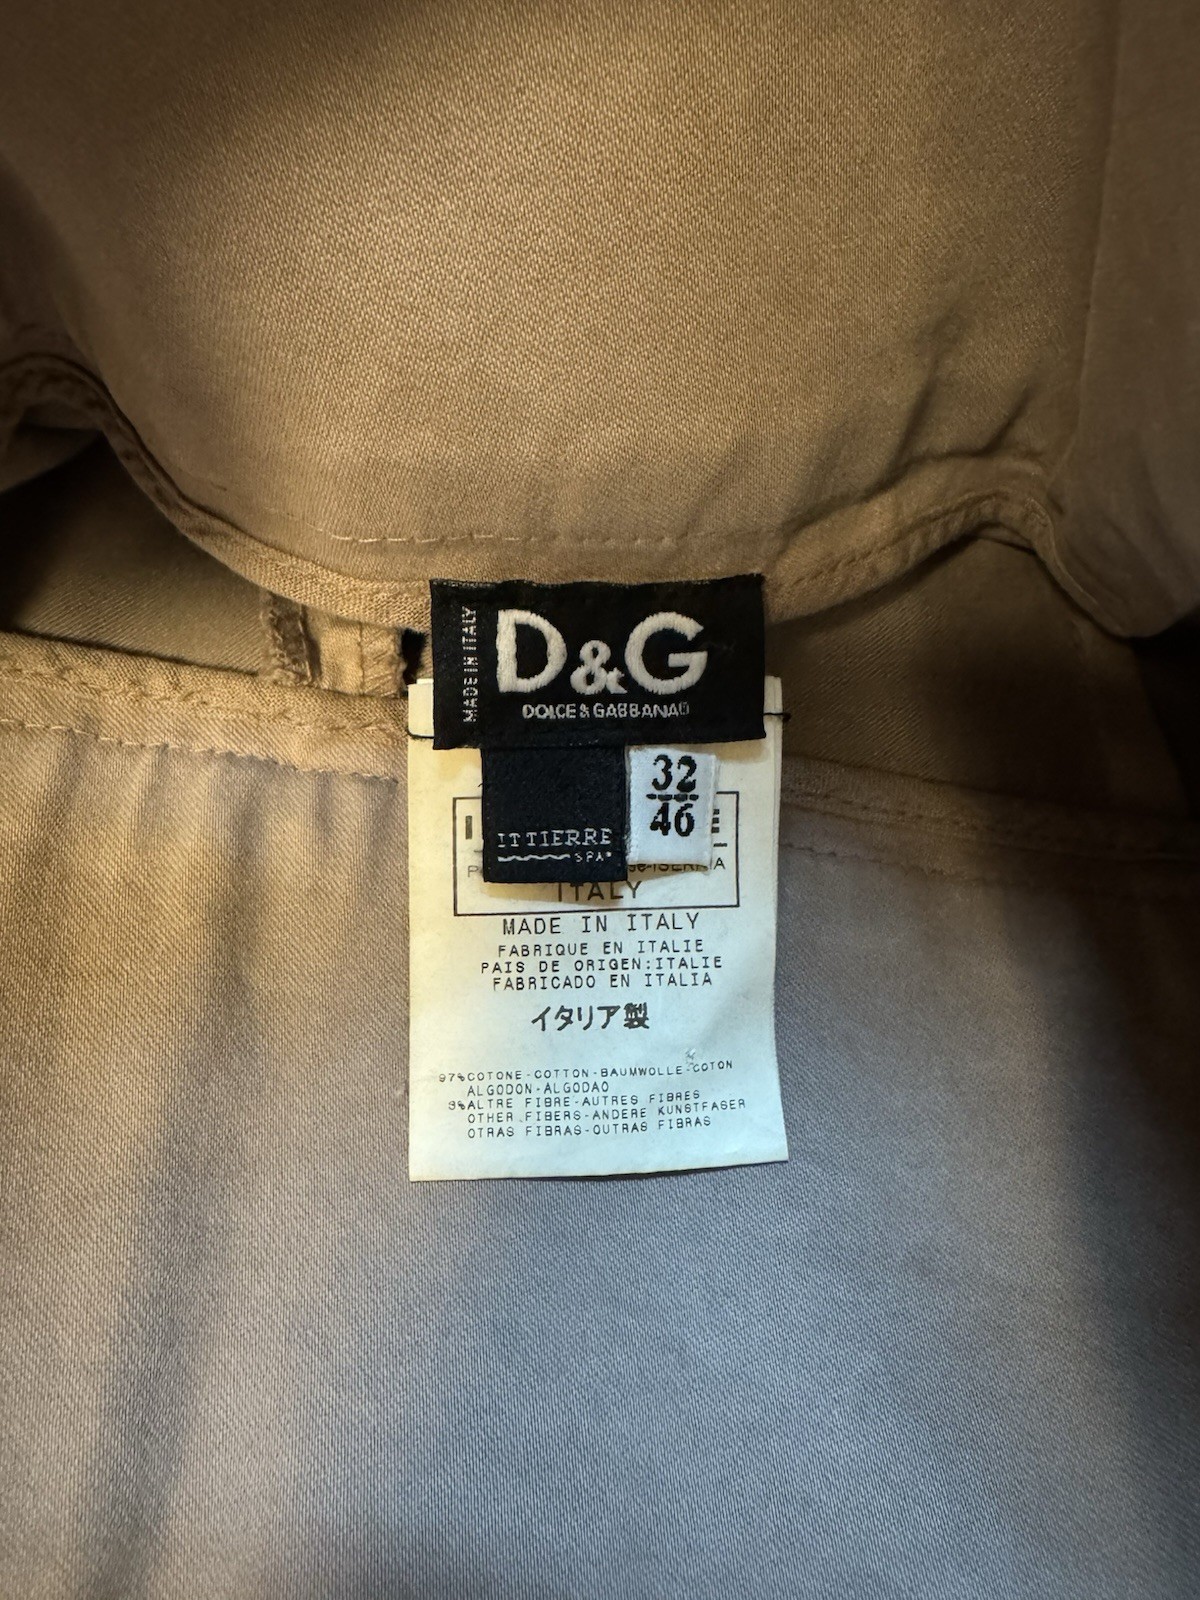 MADE IN ITALY
D&G
DOLCE & GABBANA
ITTIERRE
SPA
32
46
ITALY
MADE IN ITALY
FABRIQUE EN ITALIE
PAIS DE ORIGEN:ITALIE
FABRICADO EN ITALIA
イタリア製
97%COTONE-COTTON-BAUMWOLLE-COTON
ALGODON-ALGODAO
3%ALTRE FIBRE-AUTRES FIBRES
OTHER FIBERS-ANDERE KUNSTFASER
OTRAS FIBRAS-OUTRAS FIBRAS